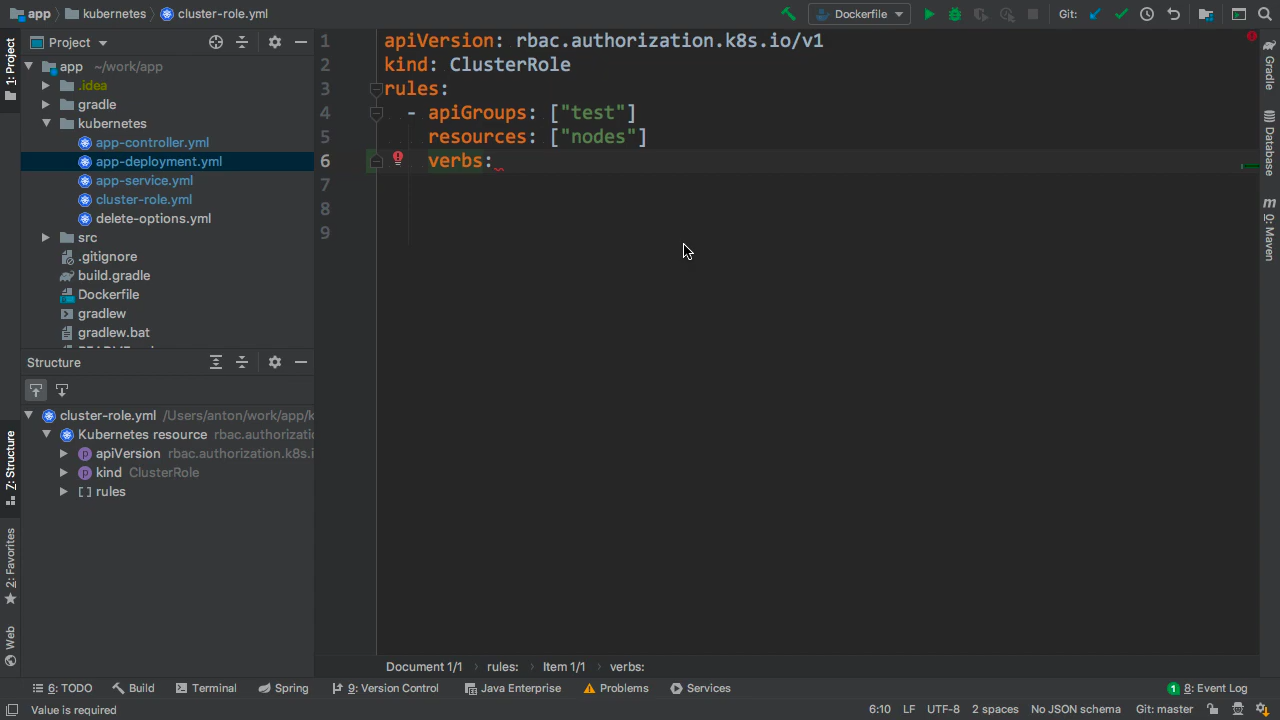 app kubernetes cluster-role.yml Dockerfile Git:
1: Project
Project
app ~/work/app
.idea
gradle
kubernetes
app-controller.yml
app-deployment.yml
app-service.yml
cluster-role.yml
delete-options.yml
src
.gitignore
build.gradle
Dockerfile
gradlew
gradlew.bat
Structure
cluster-role.yml /Users/anton/work/app/k
Kubernetes resource rbac.authorizati
apiVersion rbac.authorization.k8s.i
kind ClusterRole
[] rules
Z: Structure
2: Favorites
Web
1 apiVersion: rbac.authorization.k8s.io/v1
2 kind: ClusterRole
3 rules:
4 - apiGroups: ["test"]
5 resources: ["nodes"]
6 verbs:
7
8
9
Gradle
Database
m 0: Maven
Document 1/1 rules: Item 1/1 verbs:
6: TODO Build Terminal Spring 9: Version Control Java Enterprise Problems Services 1 8: Event Log
Value is required 6:10 LF UTF-8 2 spaces No JSON schema Git: master